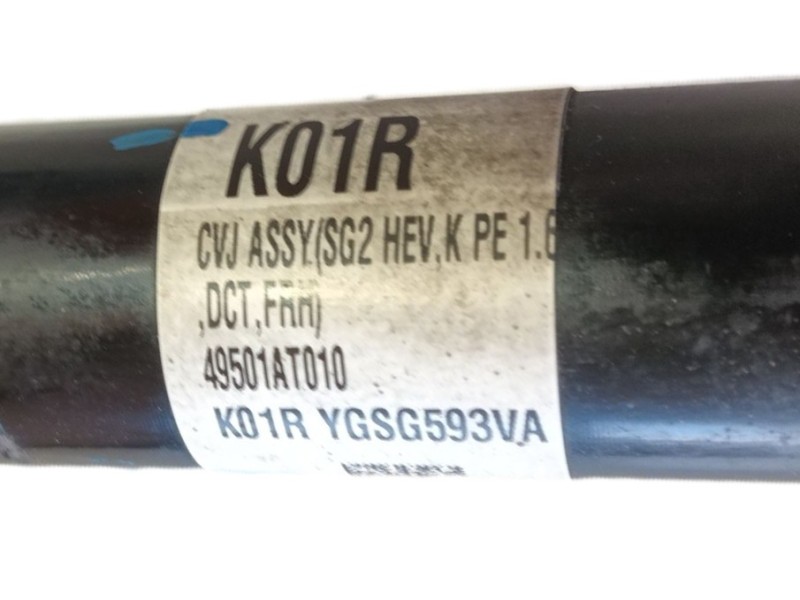 K01R
CVJ ASSY.(SG2 HEV,K PE 1.6
,DCT,FRH)
49501AT010
K01R YGSG593VA